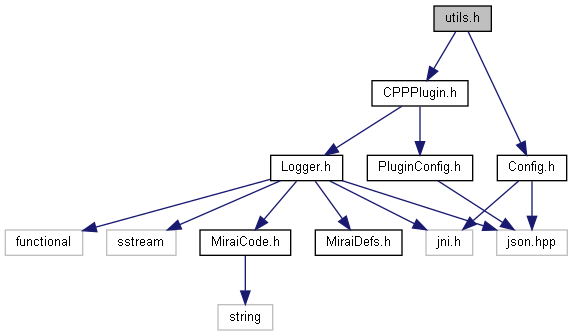 utils.h
CPPPlugin.h
Logger.h
PluginConfig.h
Config.h
functional
sstream
MiraiCode.h
MiraiDefs.h
jni.h
json.hpp
string